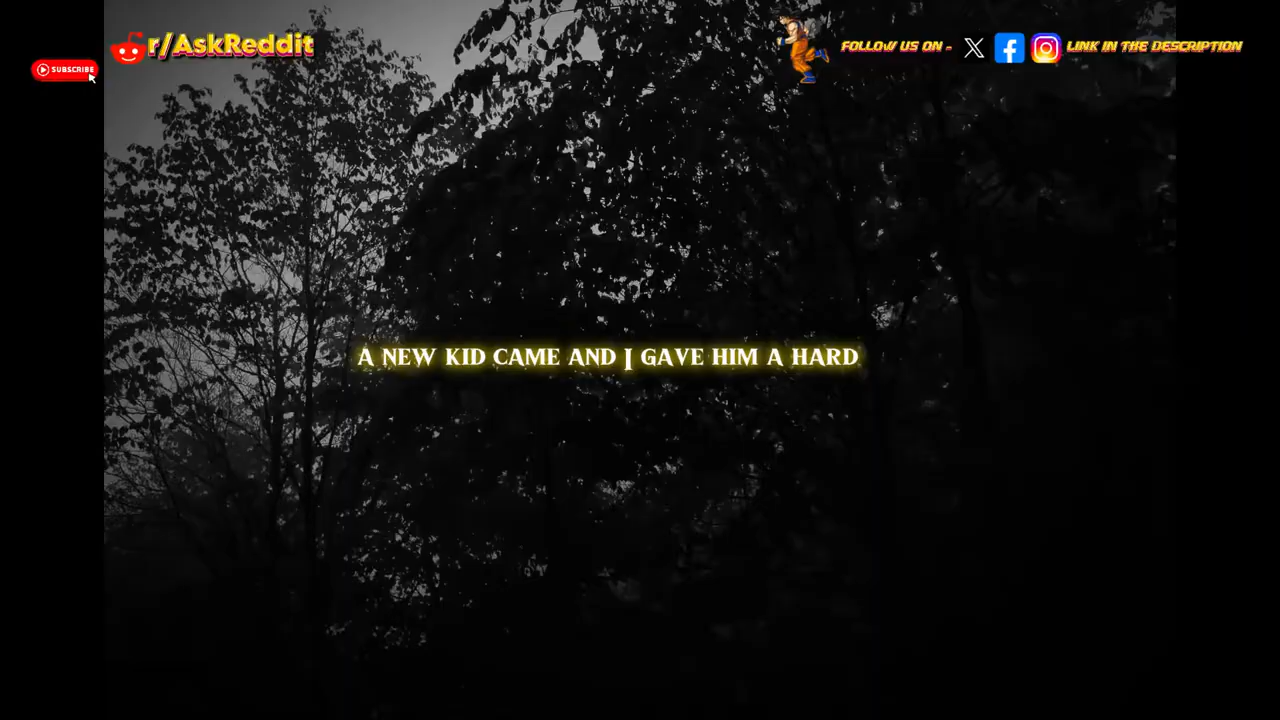 r/AskReddit
SUBSCRIBE
FOLLOW US ON -
LINK IN THE DESCRIPTION
A NEW KID CAME AND I GAVE HIM A HARD